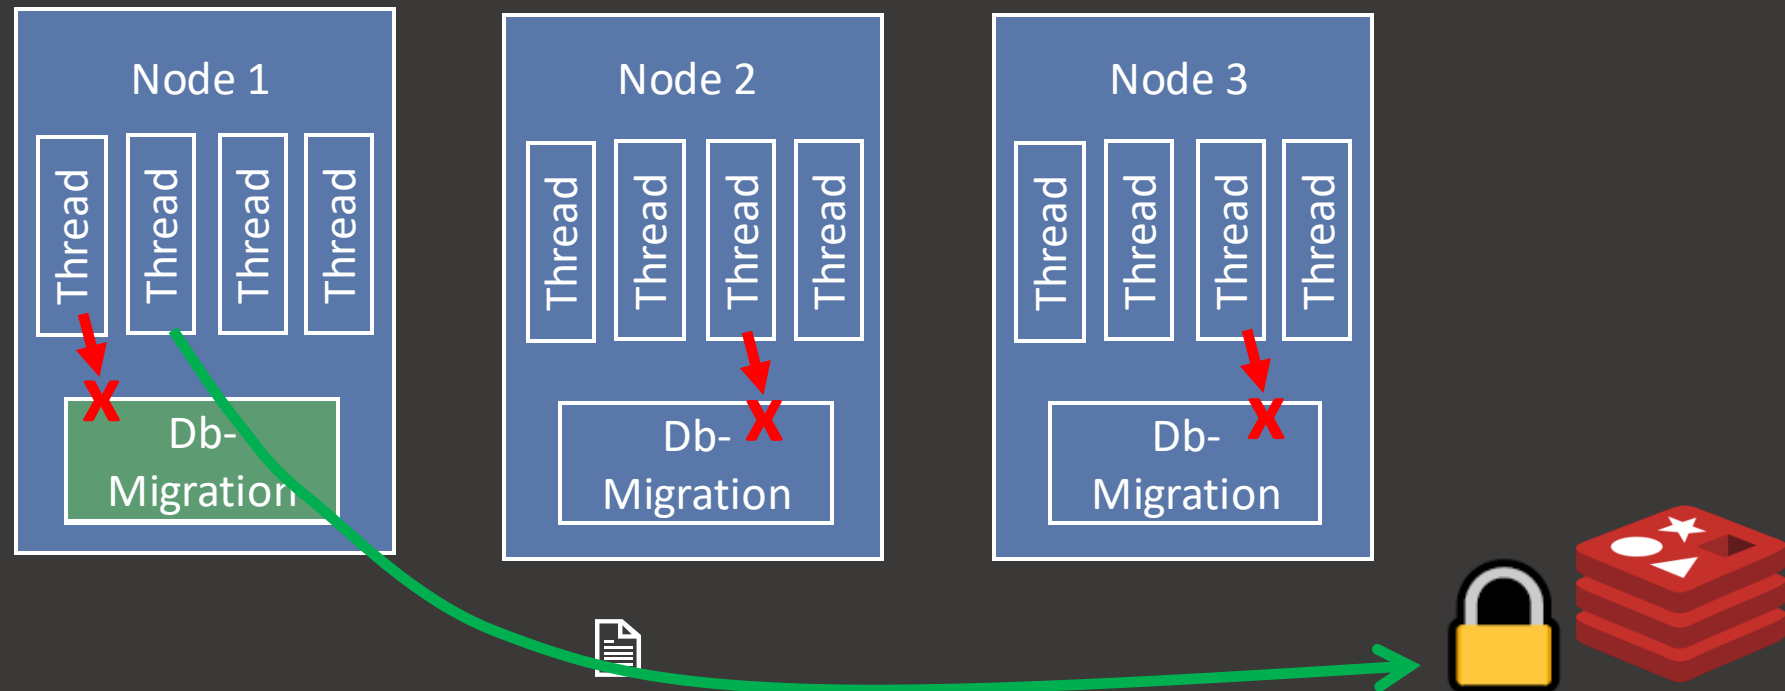 Node 1
Thread
Thread
Thread
Thread
X
Db-
Migration
Node 2
Thread
Thread
Thread
Thread
X
Db-
Migration
Node 3
Thread
Thread
Thread
Thread
X
Db-
Migration